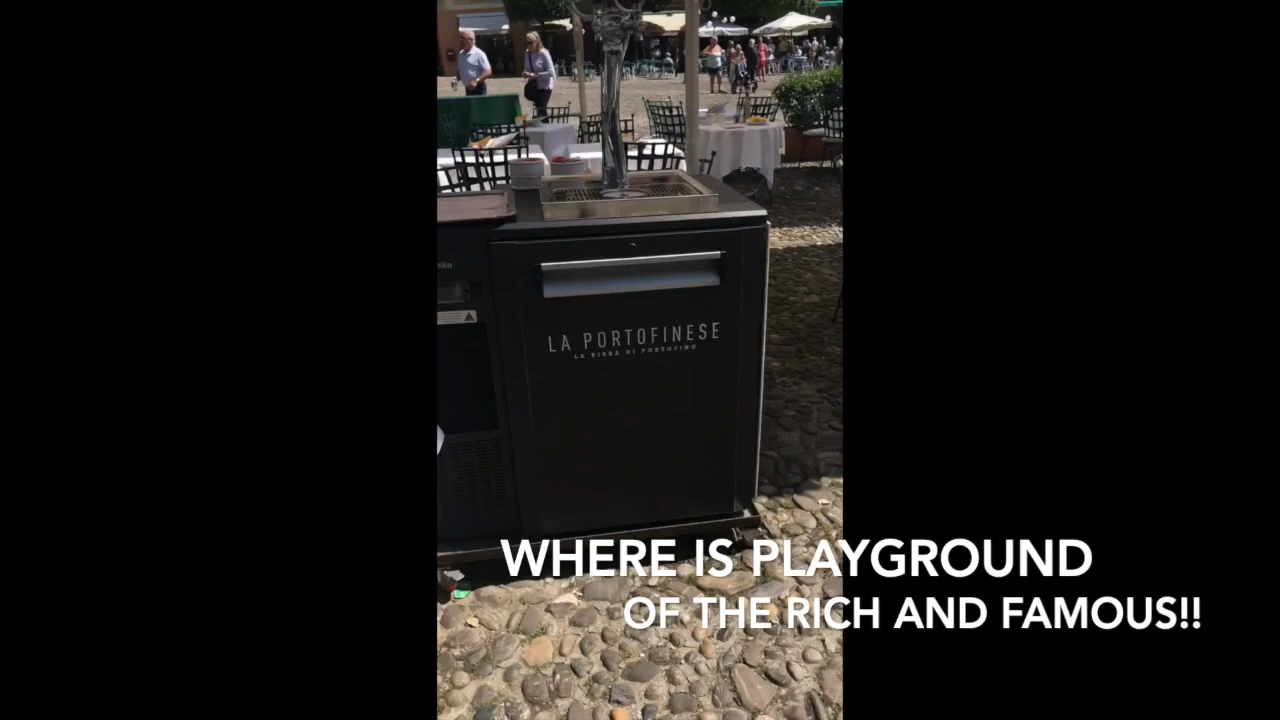 LA PORTOFINESE
LA BIRRA DI PORTOFINO
WHERE IS PLAYGROUND
OF THE RICH AND FAMOUS!!